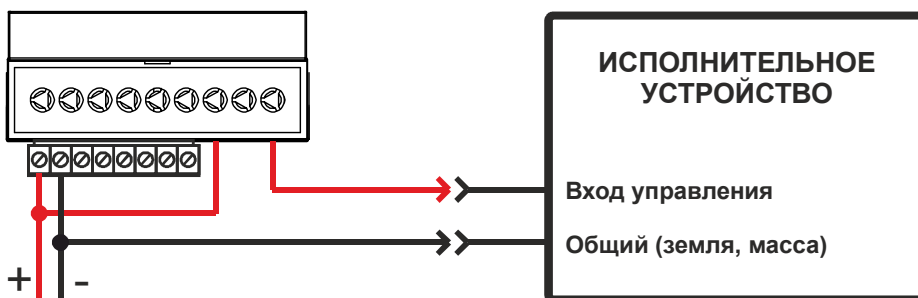 ИСПОЛНИТЕЛЬНОЕ
УСТРОЙСТВО
Вход управления
Общий (земля, масса)
+ -